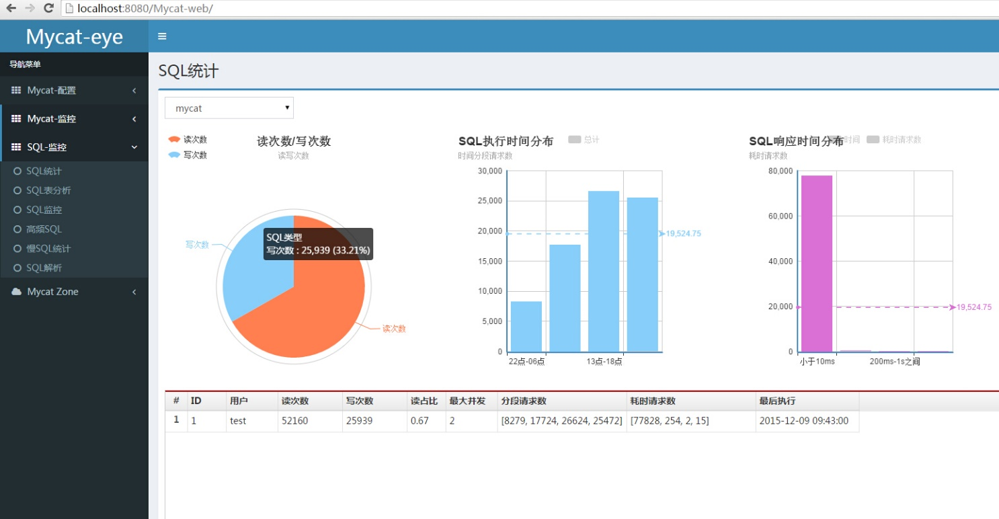 localhost:8080/Mycat-web/
Mycat-eye
导航菜单
Mycat-配置
Mycat-监控
SQL-监控
SQL统计
SQL表分析
SQL监控
高频SQL
慢SQL统计
SQL解析
Mycat Zone
SQL统计
mycat
读次数
写次数
读次数/写次数
读写次数
写次数
SQL类型
写次数 : 25,939 (33.21%)
读次数
SQL执行时间分布
总计
时间分段请求数
30,000
25,000
20,000
15,000
10,000
5,000
0
19,524.75
22点-06点
13点-18点
SQL响应时间分布
时间
耗时请求数
耗时请求数
80,000
60,000
40,000
20,000
0
19,524.75
小于10ms
200ms-1s之间
# ID 用户 读次数 写次数 读占比 最大并发 分段请求数 耗时请求数 最后执行
1 1 test 52160 25939 0.67 2 [8279, 17724, 26624, 25472] [77828, 254, 2, 15] 2015-12-09 09:43:00